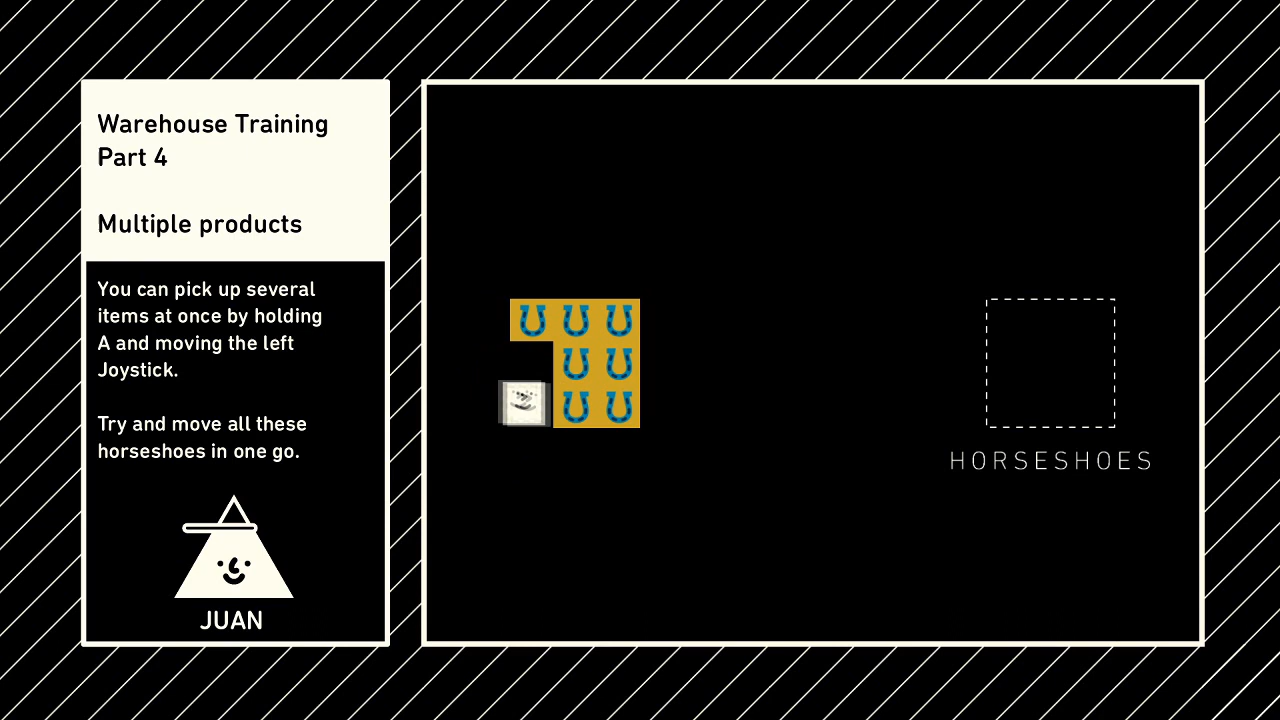 Warehouse Training
Part 4
Multiple products
You can pick up several
items at once by holding
A and moving the left
Joystick.
Try and move all these
horseshoes in one go.
JUAN
HORSESHOES